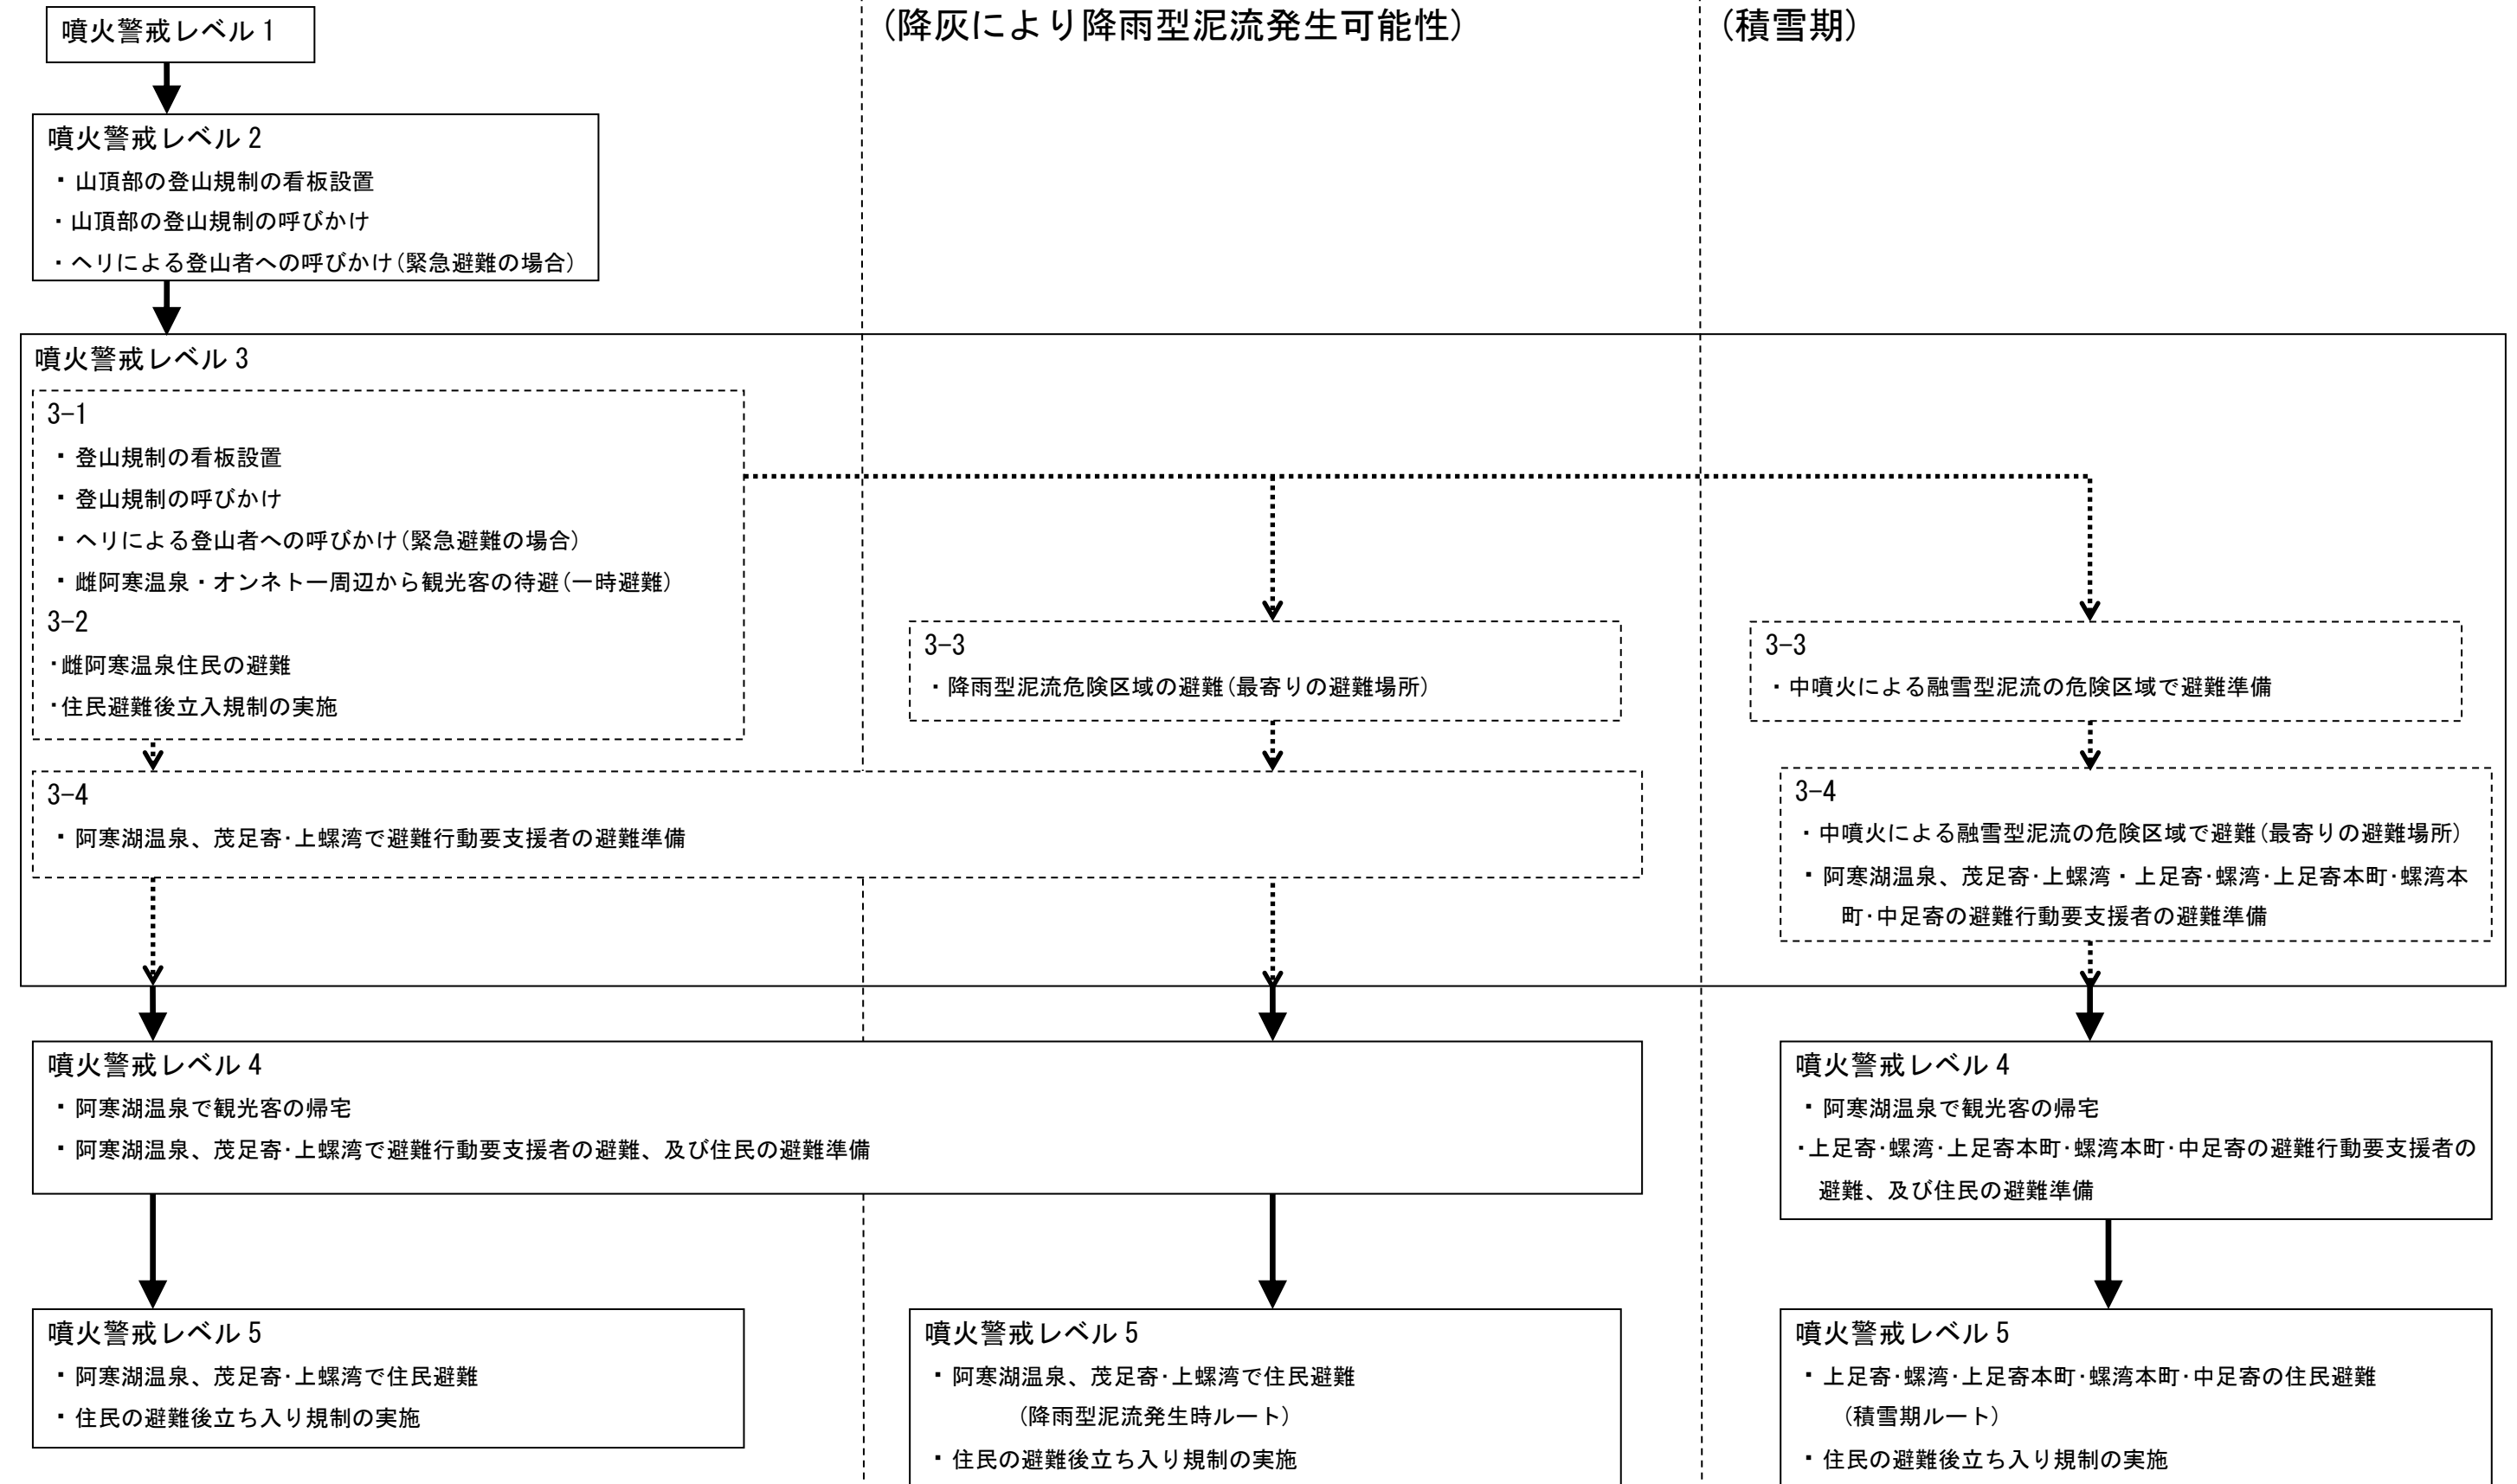 噴火警戒レベル1
(降灰により降雨型泥流発生可能性)
(積雪期)
噴火警戒レベル2
・山頂部の登山規制の看板設置
・山頂部の登山規制の呼びかけ
・ヘリによる登山者への呼びかけ(緊急避難の場合)
噴火警戒レベル3
3-1
・登山規制の看板設置
・登山規制の呼びかけ
・ヘリによる登山者への呼びかけ(緊急避難の場合)
・雌阿寒温泉・オンネトー周辺から観光客の待避(一時避難)
3-2
・雌阿寒温泉住民の避難
・住民避難後立入規制の実施
3-3
・降雨型泥流危険区域の避難(最寄りの避難場所)
3-3
・中噴火による融雪型泥流の危険区域で避難準備
3-4
・阿寒湖温泉、茂足寄・上螺湾で避難行動要支援者の避難準備
3-4
・中噴火による融雪型泥流の危険区域で避難(最寄りの避難場所)
・阿寒湖温泉、茂足寄・上螺湾・上足寄・螺湾・上足寄本町・螺湾本
町・中足寄の避難行動要支援者の避難準備
噴火警戒レベル4
・阿寒湖温泉で観光客の帰宅
・阿寒湖温泉、茂足寄・上螺湾で避難行動要支援者の避難、及び住民の避難準備
噴火警戒レベル4
・阿寒湖温泉で観光客の帰宅
・上足寄・螺湾・上足寄本町・螺湾本町・中足寄の避難行動要支援者の
避難、及び住民の避難準備
噴火警戒レベル5
・阿寒湖温泉、茂足寄・上螺湾で住民避難
・住民の避難後立ち入り規制の実施
噴火警戒レベル5
・阿寒湖温泉、茂足寄・上螺湾で住民避難
(降雨型泥流発生時ルート)
・住民の避難後立ち入り規制の実施
噴火警戒レベル5
・上足寄・螺湾・上足寄本町・螺湾本町・中足寄の住民避難
(積雪期ルート)
・住民の避難後立ち入り規制の実施